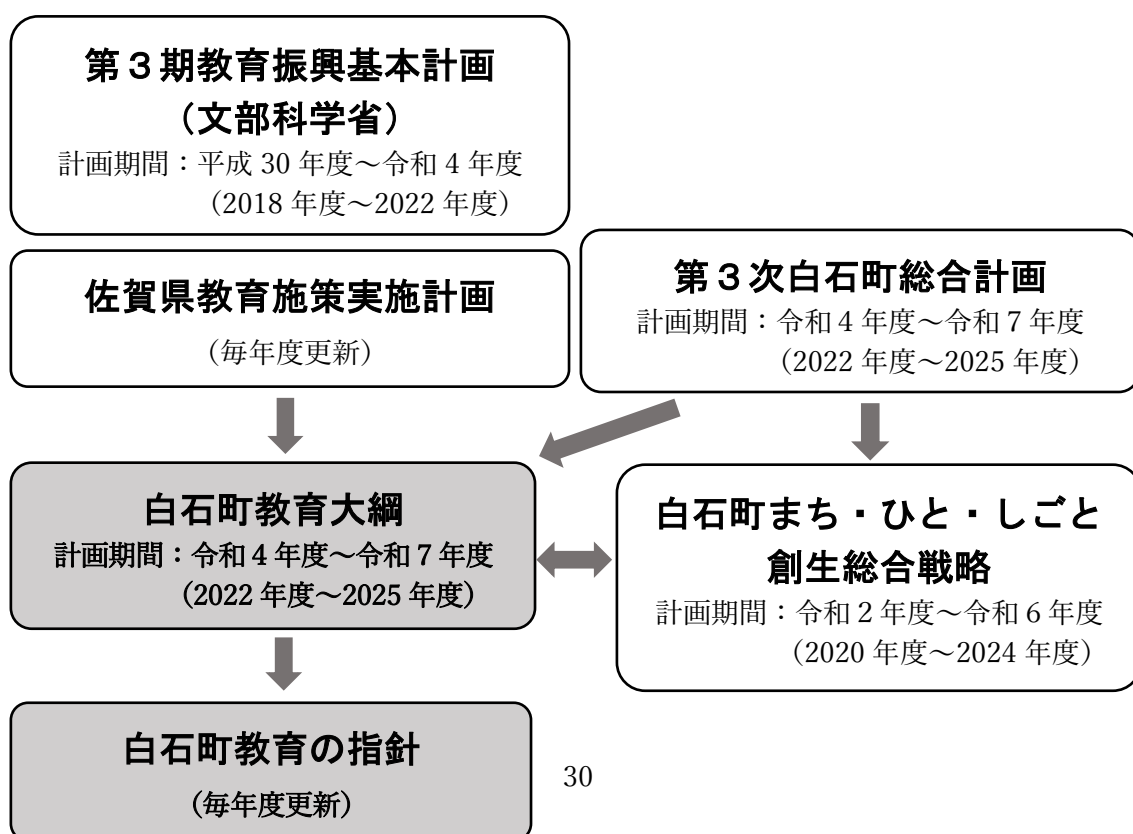 第３期教育振興基本計画
（文部科学省）
計画期間：平成 30 年度～令和 4 年度
（2018 年度～2022 年度）
佐賀県教育施策実施計画
（毎年度更新）
第３次白石町総合計画
計画期間：令和 4 年度～令和 7 年度
（2022 年度～2025 年度）
白石町教育大綱
計画期間：令和 4 年度～令和 7 年度
（2022 年度～2025 年度）
白石町まち・ひと・しごと
創生総合戦略
計画期間：令和 2 年度～令和 6 年度
（2020 年度～2024 年度）
白石町教育の指針
（毎年度更新）
30